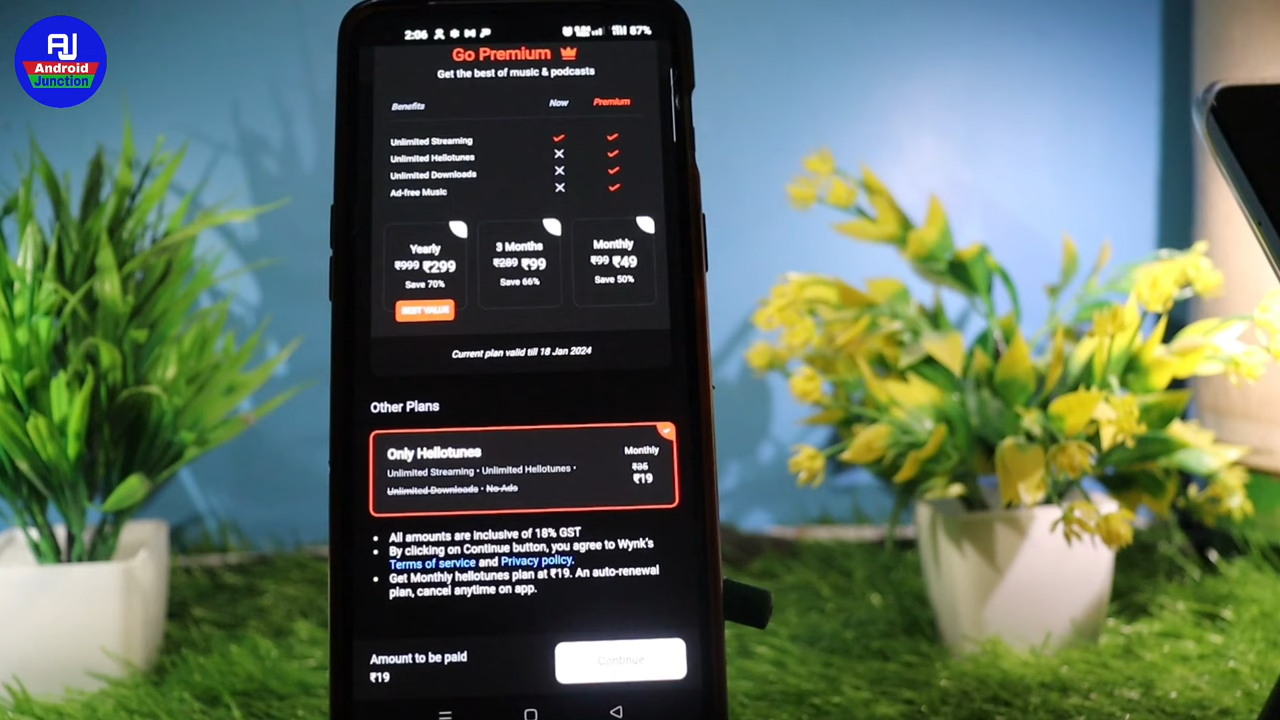 AJ
Android
Junction
2:06
87%
Go Premium
Get the best of music & podcasts
Benefits Now Premium
Unlimited Streaming
Unlimited Hellotunes
Unlimited Downloads
Ad-free Music
Yearly
₹999 ₹299
Save 70%
BEST VALUE
3 Months
₹289 ₹99
Save 66%
Monthly
₹99 ₹49
Save 50%
Current plan valid till 18 Jan 2024
Other Plans
Only Hellotunes Monthly
Unlimited Streaming • Unlimited Hellotunes • ₹35
Unlimited Downloads • No Ads ₹19
All amounts are inclusive of 18% GST
By clicking on Continue button, you agree to Wynk's
Terms of service and Privacy policy.
Get Monthly hellotunes plan at ₹19. An auto-renewal
plan, cancel anytime on app.
Amount to be paid
₹19
Continue